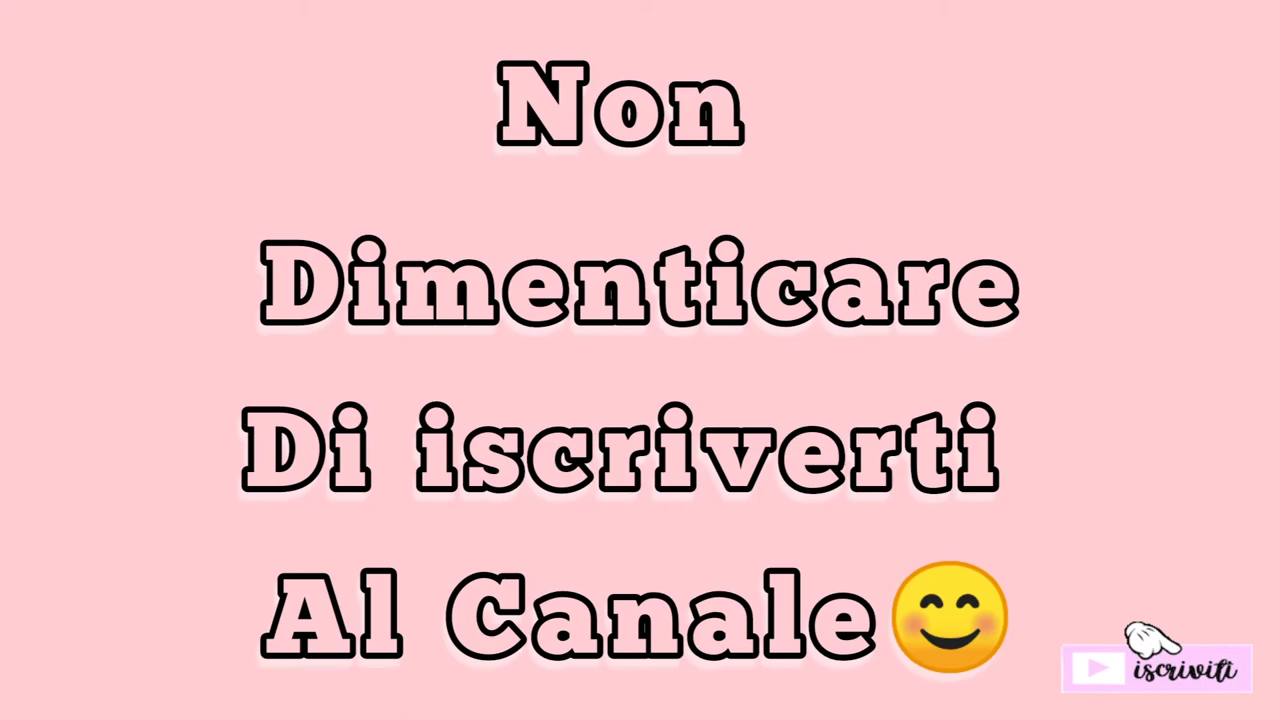 Non
Dimenticare
Di iscriverti
Al Canale😊
iscriviti